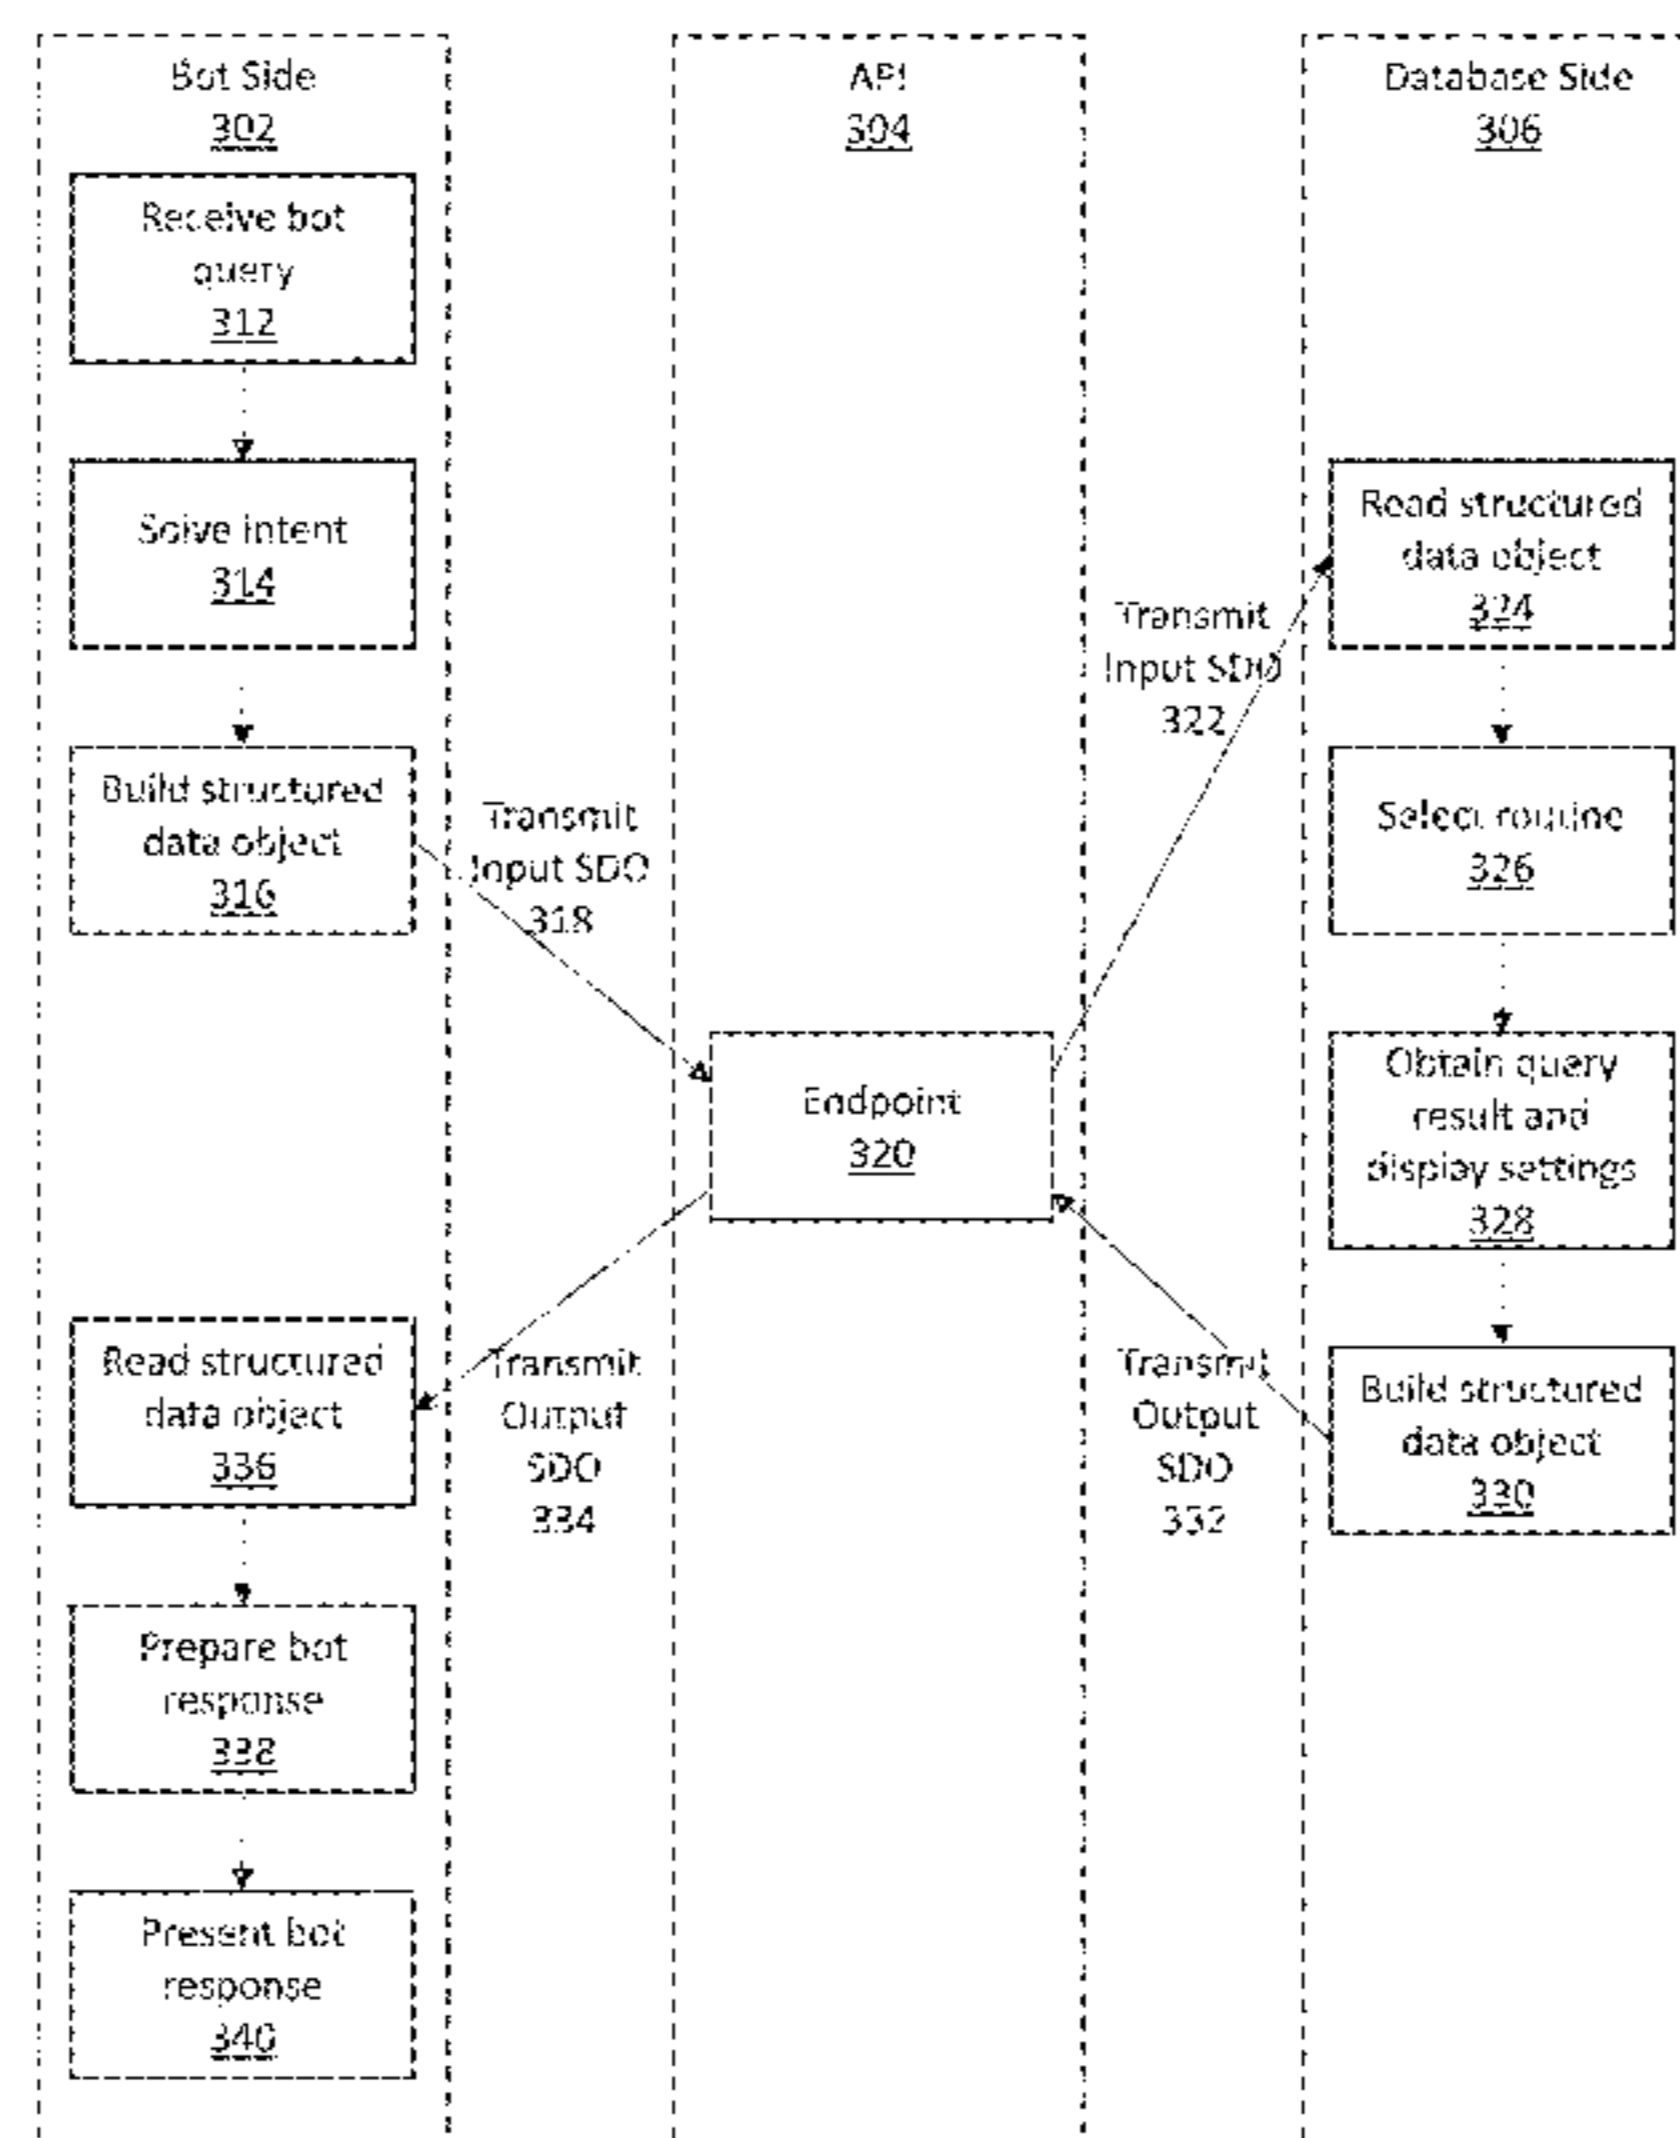 Bot Side
302
Receive bot
query
312
Solve intent
314
Build structured
data object
316
Transmit
Input SDO
318
API
304
Endpoint
320
Transmit
Input SDO
322
Database Side
306
Read structured
data object
324
Select routine
326
Obtain query
result and
display settings
328
Build structured
data object
330
Transmit
Output
SDO
332
Transmit
Output
SDO
334
Read structured
data object
336
Prepare bot
response
338
Present bot
response
340